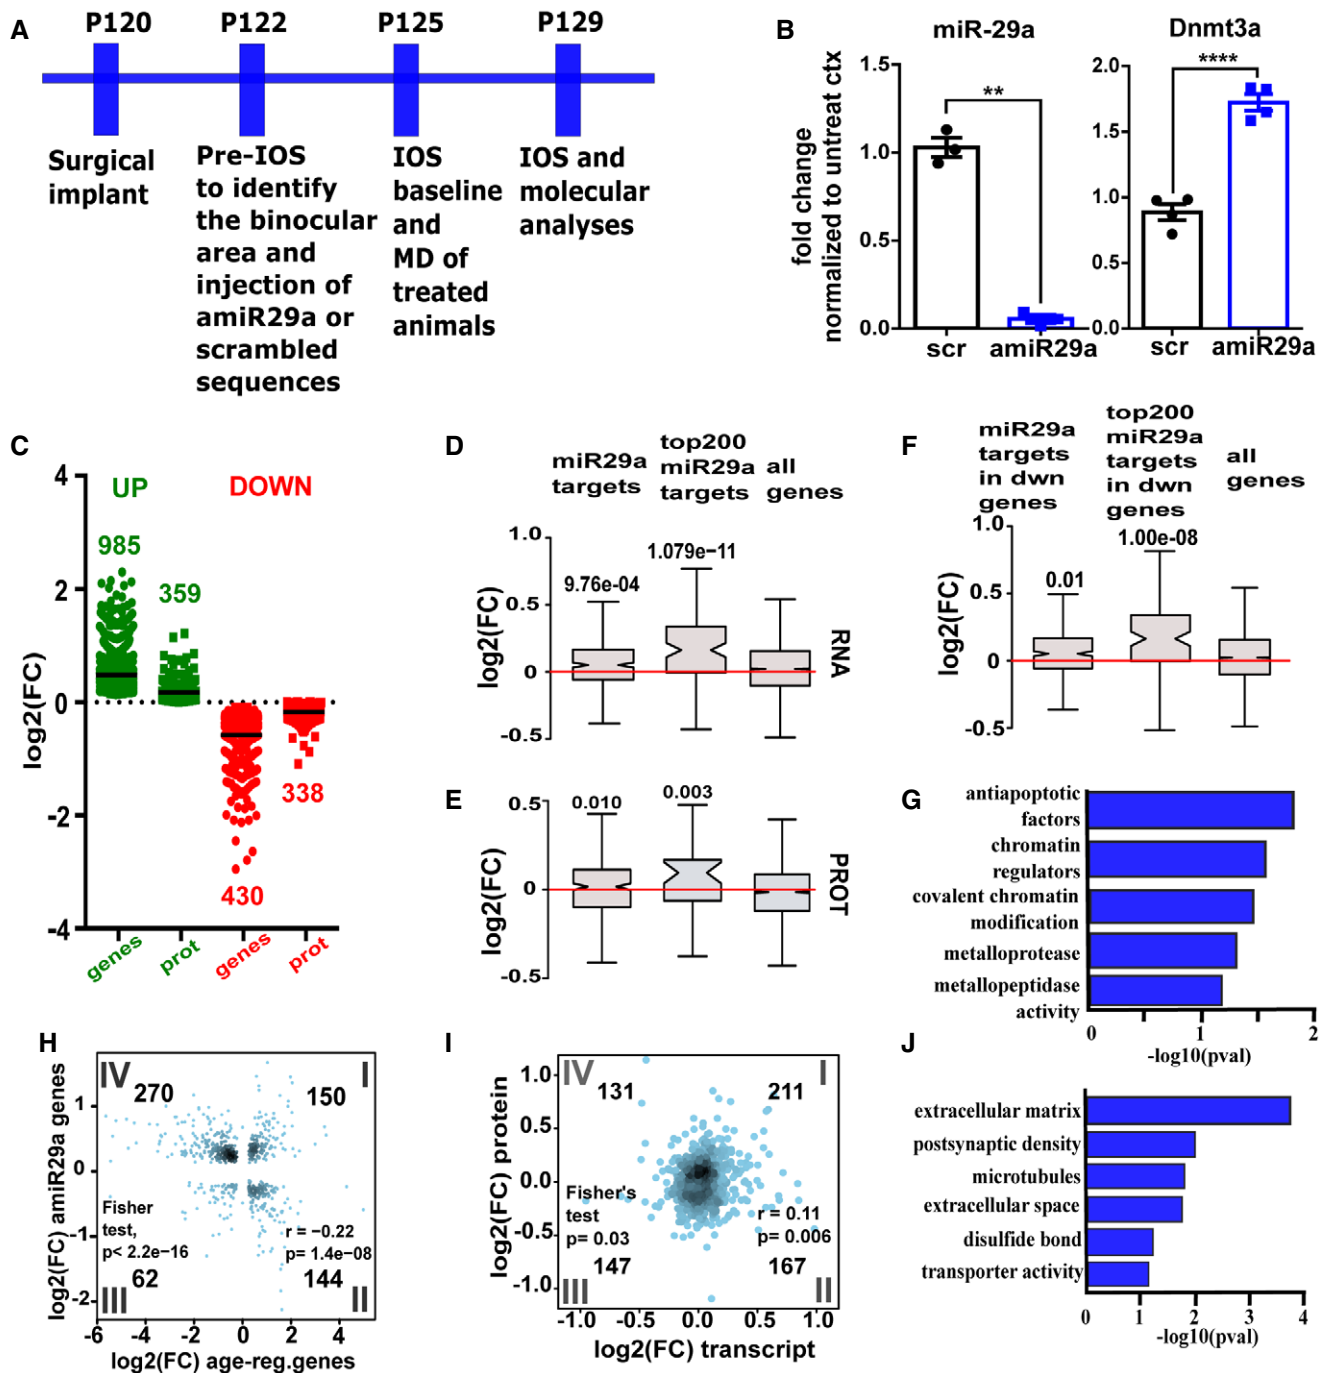 A
P120 P122 P125 P129
Surgical
implant
Pre-IOS
to identify
the binocular
area and
injection of
amiR29a or
scrambled
sequences
IOS
baseline
and
MD of
treated
animals
IOS and
molecular
analyses
B
miR-29a
fold change
normalized to untreat ctx
1.5
1.0
0.5
0.0
**
scr amiR29a
Dnmt3a
2.0
1.5
1.0
0.5
0.0
****
scr amiR29a
C
log2(FC)
4
2
0
-2
-4
UP DOWN
985
359
430
338
genes prot genes prot
D
miR29a
targets
top200
miR29a
targets
all
genes
log2(FC)
1.0
0.5
0
-0.5
9.76e-04
1.079e-11
RNA
E
log2(FC)
0.5
0
-0.5
0.010
0.003
PROT
F
miR29a
targets
in dwn
genes
top200
miR29a
targets
in dwn
genes
all
genes
log2(FC)
1.0
0.5
0
-0.5
0.01
1.00e-08
G
antiapoptotic
factors
chromatin
regulators
covalent chromatin
modification
metalloprotease
metallopeptidase
activity
0 1 2
-log10(pval)
H
log2(FC) amiR29a genes
1
0
-1
-2
IV
270
150
I
Fisher
test,
p< 2.2e-16
r = -0.22
p= 1.4e-08
III
62
144
II
-6 -4 -2 0 2 4
log2(FC) age-reg.genes
I
log2(FC) protein
1.0
0.5
0.0
-0.5
-1.0
IV
131
211
I
Fisher's
test
p= 0.03
r = 0.11
p= 0.006
III
147
167
II
-1.0 -0.5 0.0 0.5 1.0
log2(FC) transcript
J
extracellular matrix
postsynaptic density
microtubules
extracellular space
disulfide bond
transporter activity
0 1 2 3 4
-log10(pval)